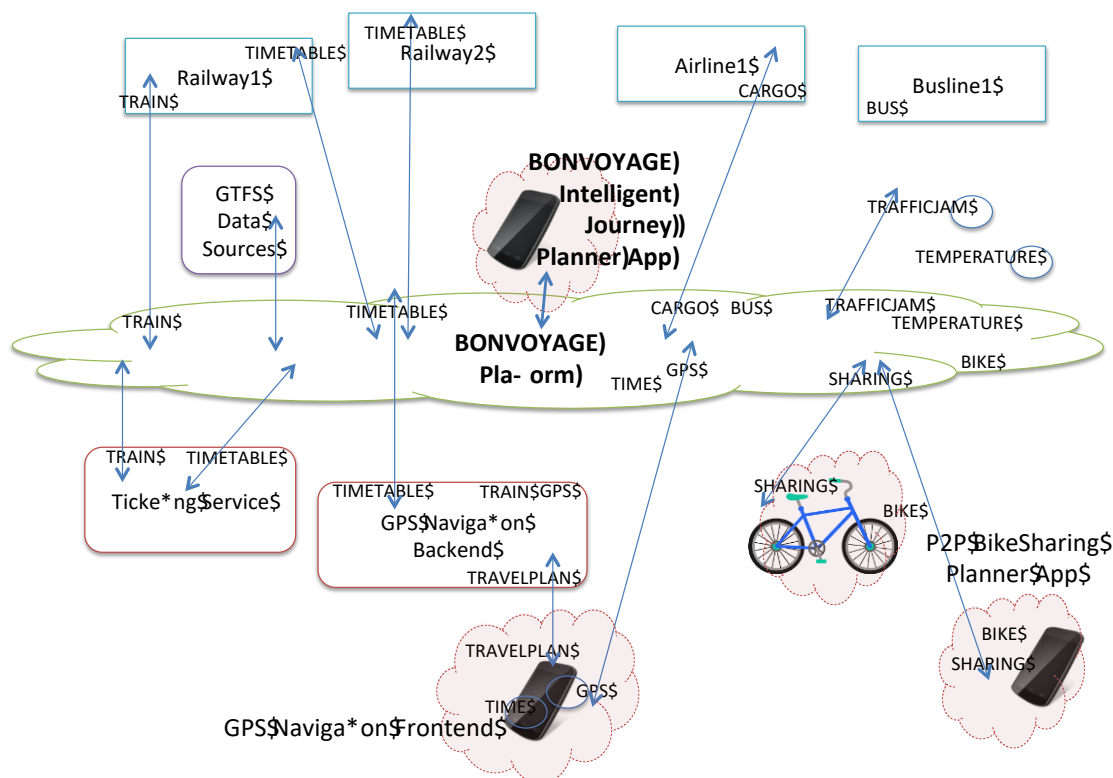 TIMETABLE$
Railway1$
TRAIN$
TIMETABLE$
Railway2$
Airline1$
CARGO$
Busline1$
BUS$
GTFS$
Data$
Sources$
BONVOYAGE)
Intelligent)
Journey))
Planner)App)
TRAFFICJAM$
TEMPERATURE$
TRAIN$
TIMETABLE$
BONVOYAGE)
Pla- orm)
CARGO$ BUS$
TIME$
GPS$
TRAFFICJAM$
TEMPERATURE$
SHARING$
BIKE$
TRAIN$ TIMETABLE$
Ticke*ng$Service$
TIMETABLE$ TRAIN$GPS$
GPS$Naviga*on$
Backend$
TRAVELPLAN$
SHARING$
BIKE$
P2P$BikeSharing$
Planner$App$
BIKE$
SHARING$
TRAVELPLAN$
GPS$
TIME$
GPS$Naviga*on$Frontend$